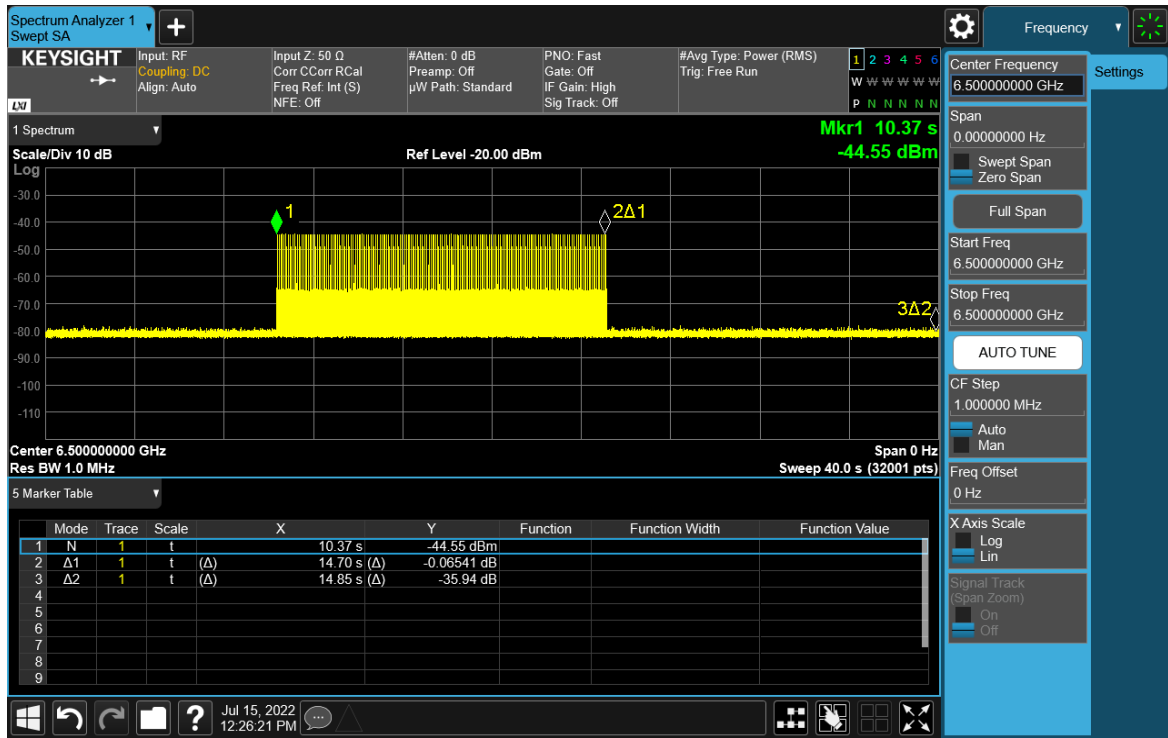 Spectrum Analyzer 1
Swept SA
+
Frequency
KEYSIGHT
LXI
Input: RF
Coupling: DC
Align: Auto
Input Z: 50 Ω
Corr CCorr RCal
Freq Ref: Int (S)
NFE: Off
#Atten: 0 dB
Preamp: Off
µW Path: Standard
PNO: Fast
Gate: Off
IF Gain: High
Sig Track: Off
#Avg Type: Power (RMS)
Trig: Free Run
1 2 3 4 5 6
W W W W W W
P N N N N N
Center Frequency
6.500000000 GHz
Settings
Span
0.00000000 Hz
Swept Span
Zero Span
Full Span
Start Freq
6.500000000 GHz
Stop Freq
6.500000000 GHz
AUTO TUNE
CF Step
1.000000 MHz
Auto
Man
Freq Offset
0 Hz
X Axis Scale
Log
Lin
Signal Track
(Span Zoom)
On
Off
1 Spectrum
Mkr1 10.37 s
-44.55 dBm
Scale/Div 10 dB
Ref Level -20.00 dBm
Log
-30.0
-40.0
-50.0
-60.0
-70.0
-80.0
-90.0
-100
-110
1
2Δ1
3Δ2
Center 6.500000000 GHz
Span 0 Hz
Res BW 1.0 MHz
Sweep 40.0 s (32001 pts)
5 Marker Table
Mode Trace Scale X Y Function Function Width Function Value
1 N 1 t 10.37 s -44.55 dBm
2 Δ1 1 t (Δ) 14.70 s (Δ) -0.06541 dB
3 Δ2 1 t (Δ) 14.85 s (Δ) -35.94 dB
4
5
6
7
8
9
?
Jul 15, 2022
12:26:21 PM